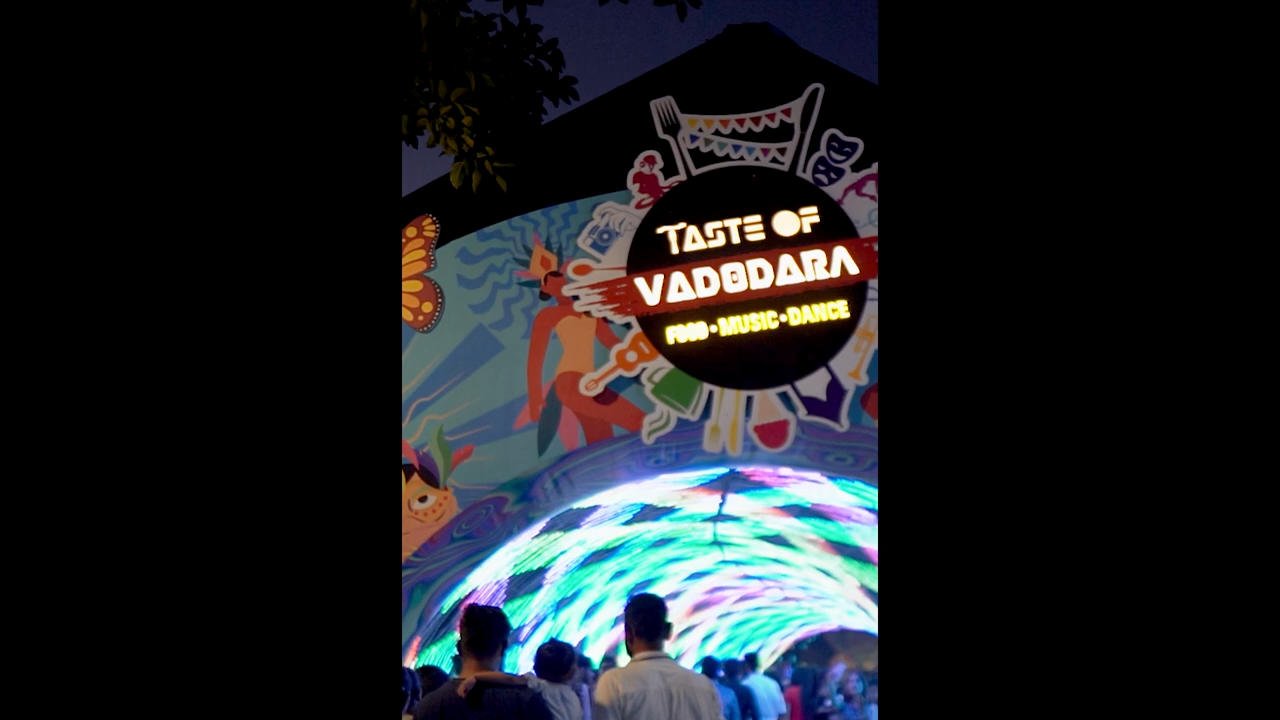 TASTE OF
VADODARA
FOOD • MUSIC • DANCE